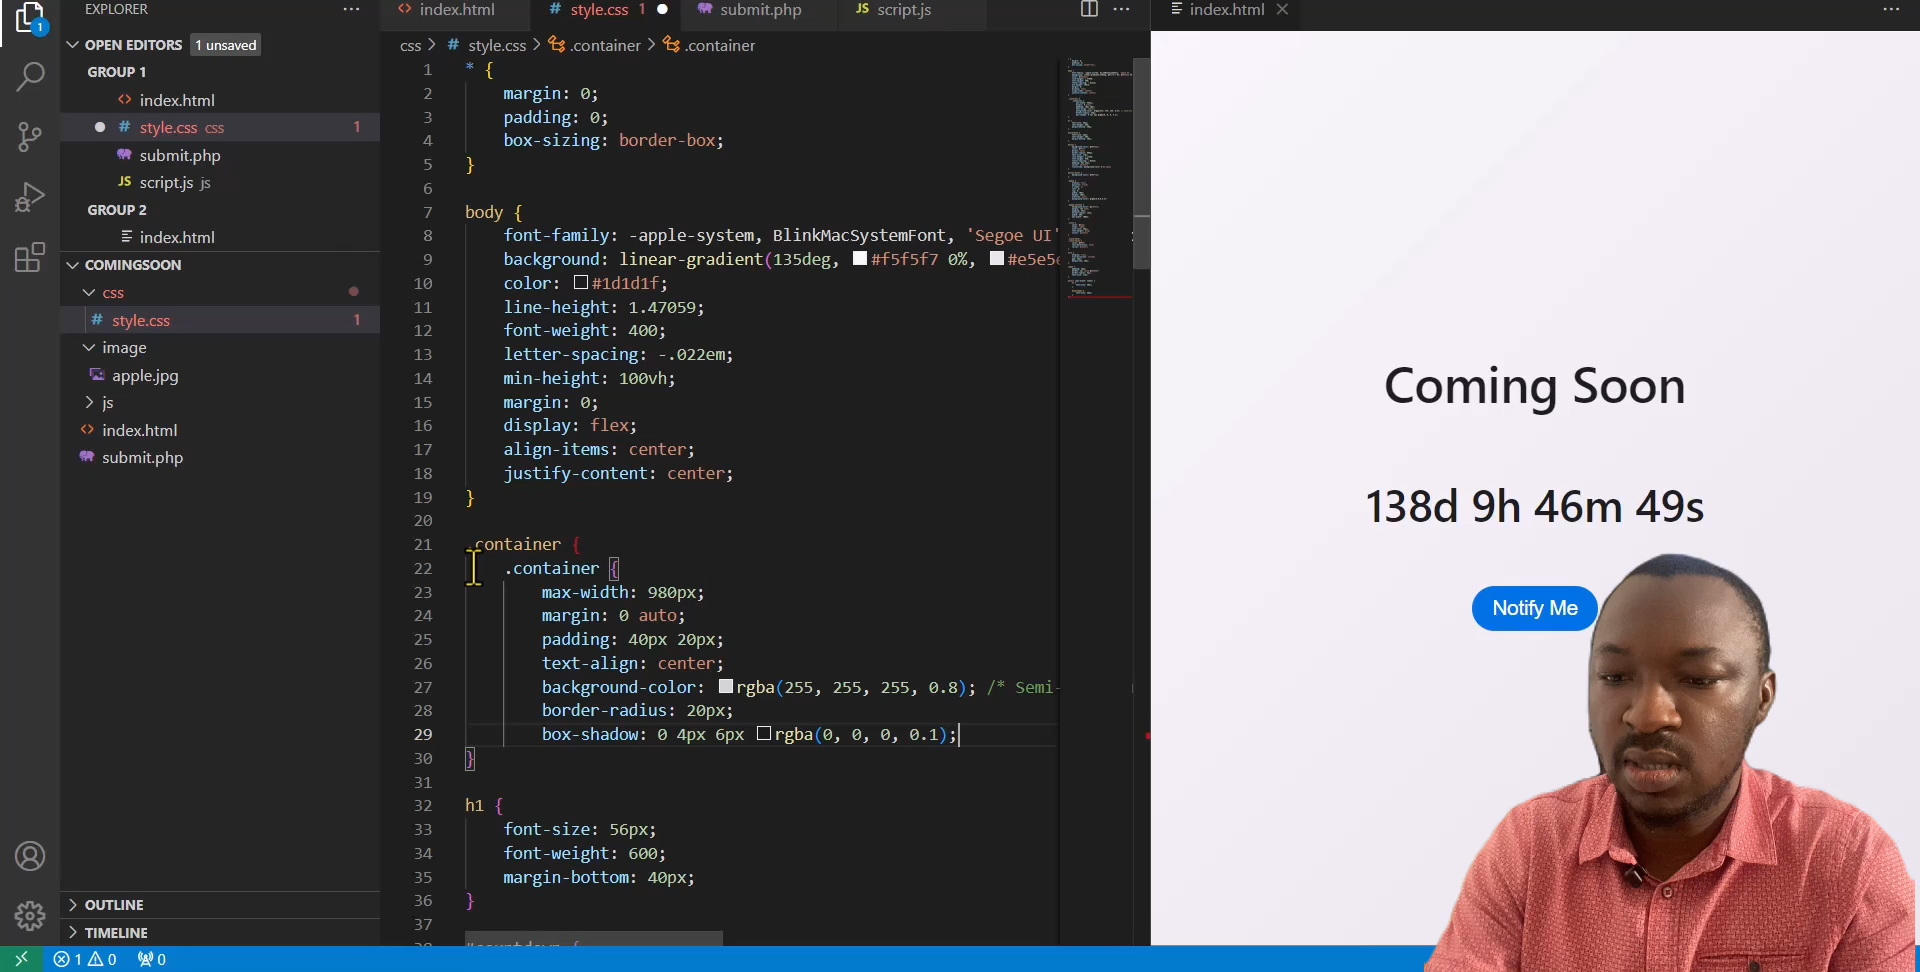 EXPLORER
1
OPEN EDITORS 1 unsaved
GROUP 1
index.html
style.css css 1
submit.php
JS script.js js
GROUP 2
index.html
COMINGSOON
css
# style.css 1
image
apple.jpg
js
index.html
submit.php
OUTLINE
TIMELINE
1 0 0
index.html # style.css 1 submit.php JS script.js
css > # style.css > .container > .container
1 * {
2 margin: 0;
3 padding: 0;
4 box-sizing: border-box;
5 }
6
7 body {
8 font-family: -apple-system, BlinkMacSystemFont, 'Segoe UI'
9 background: linear-gradient(135deg, #f5f5f7 0%, #e5e5e
10 color: #1d1d1f;
11 line-height: 1.47059;
12 font-weight: 400;
13 letter-spacing: -.022em;
14 min-height: 100vh;
15 margin: 0;
16 display: flex;
17 align-items: center;
18 justify-content: center;
19 }
20
21 .container {
22 .container {
23 max-width: 980px;
24 margin: 0 auto;
25 padding: 40px 20px;
26 text-align: center;
27 background-color: rgba(255, 255, 255, 0.8); /* Semi-
28 border-radius: 20px;
29 box-shadow: 0 4px 6px rgba(0, 0, 0, 0.1);
30 }
31
32 h1 {
33 font-size: 56px;
34 font-weight: 600;
35 margin-bottom: 40px;
36 }
37
index.html
Coming Soon
138d 9h 46m 49s
Notify Me